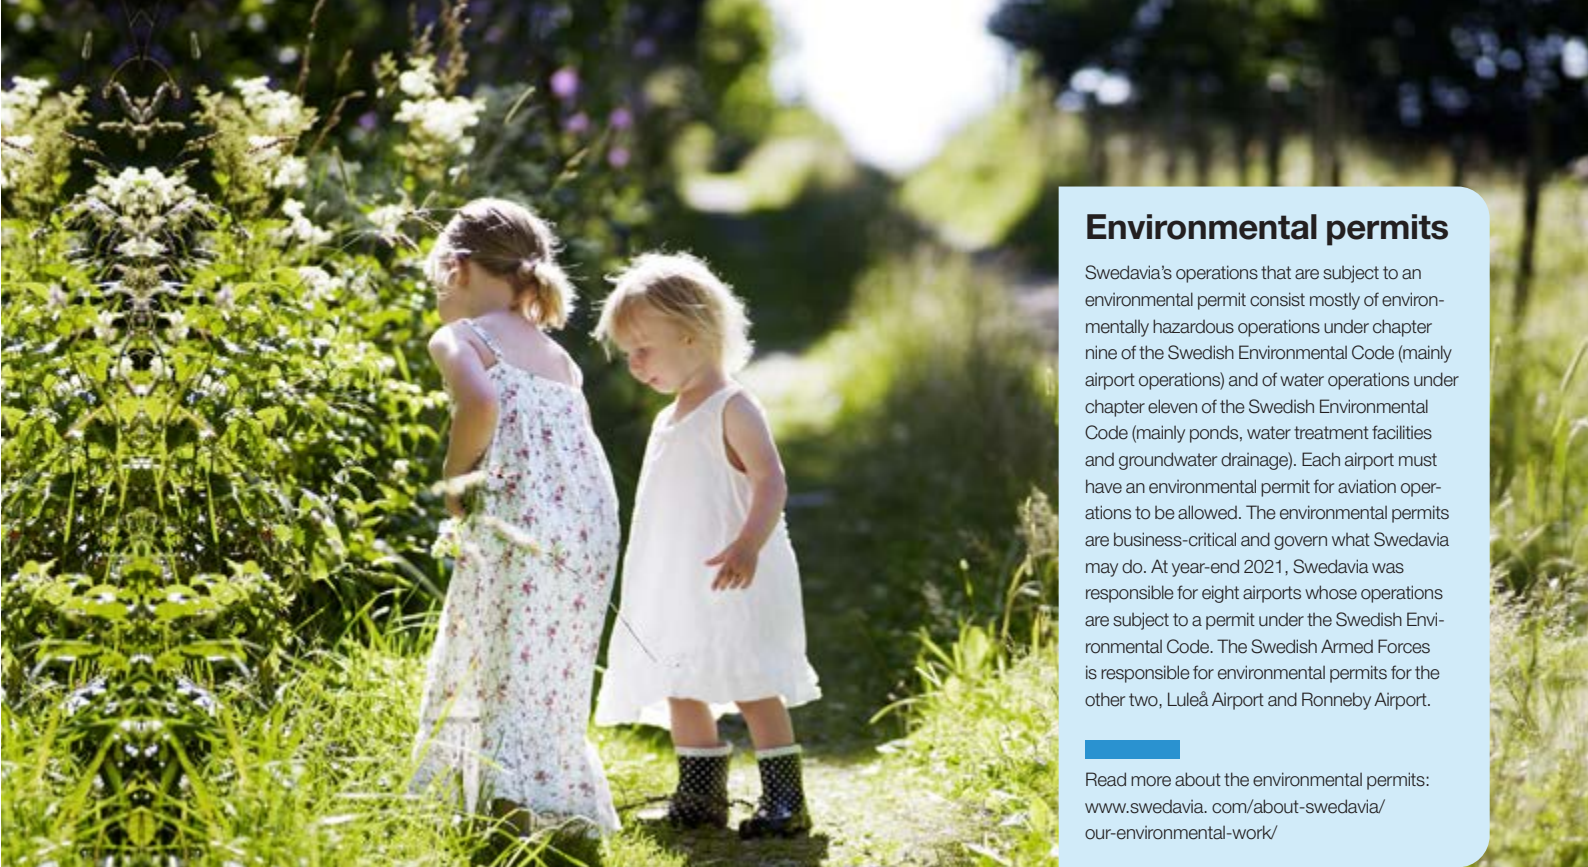 Environmental permits
Swedavia's operations that are subject to an
environmental permit consist mostly of environ-
mentally hazardous operations under chapter
nine of the Swedish Environmental Code (mainly
airport operations) and of water operations under
chapter eleven of the Swedish Environmental
Code (mainly ponds, water treatment facilities
and groundwater drainage). Each airport must
have an environmental permit for aviation oper-
ations to be allowed. The environmental permits
are business-critical and govern what Swedavia
may do. At year-end 2021, Swedavia was
responsible for eight airports whose operations
are subject to a permit under the Swedish Envi-
ronmental Code. The Swedish Armed Forces
is responsible for environmental permits for the
other two, Luleå Airport and Ronneby Airport.
Read more about the environmental permits:
www.swedavia. com/about-swedavia/
our-environmental-work/